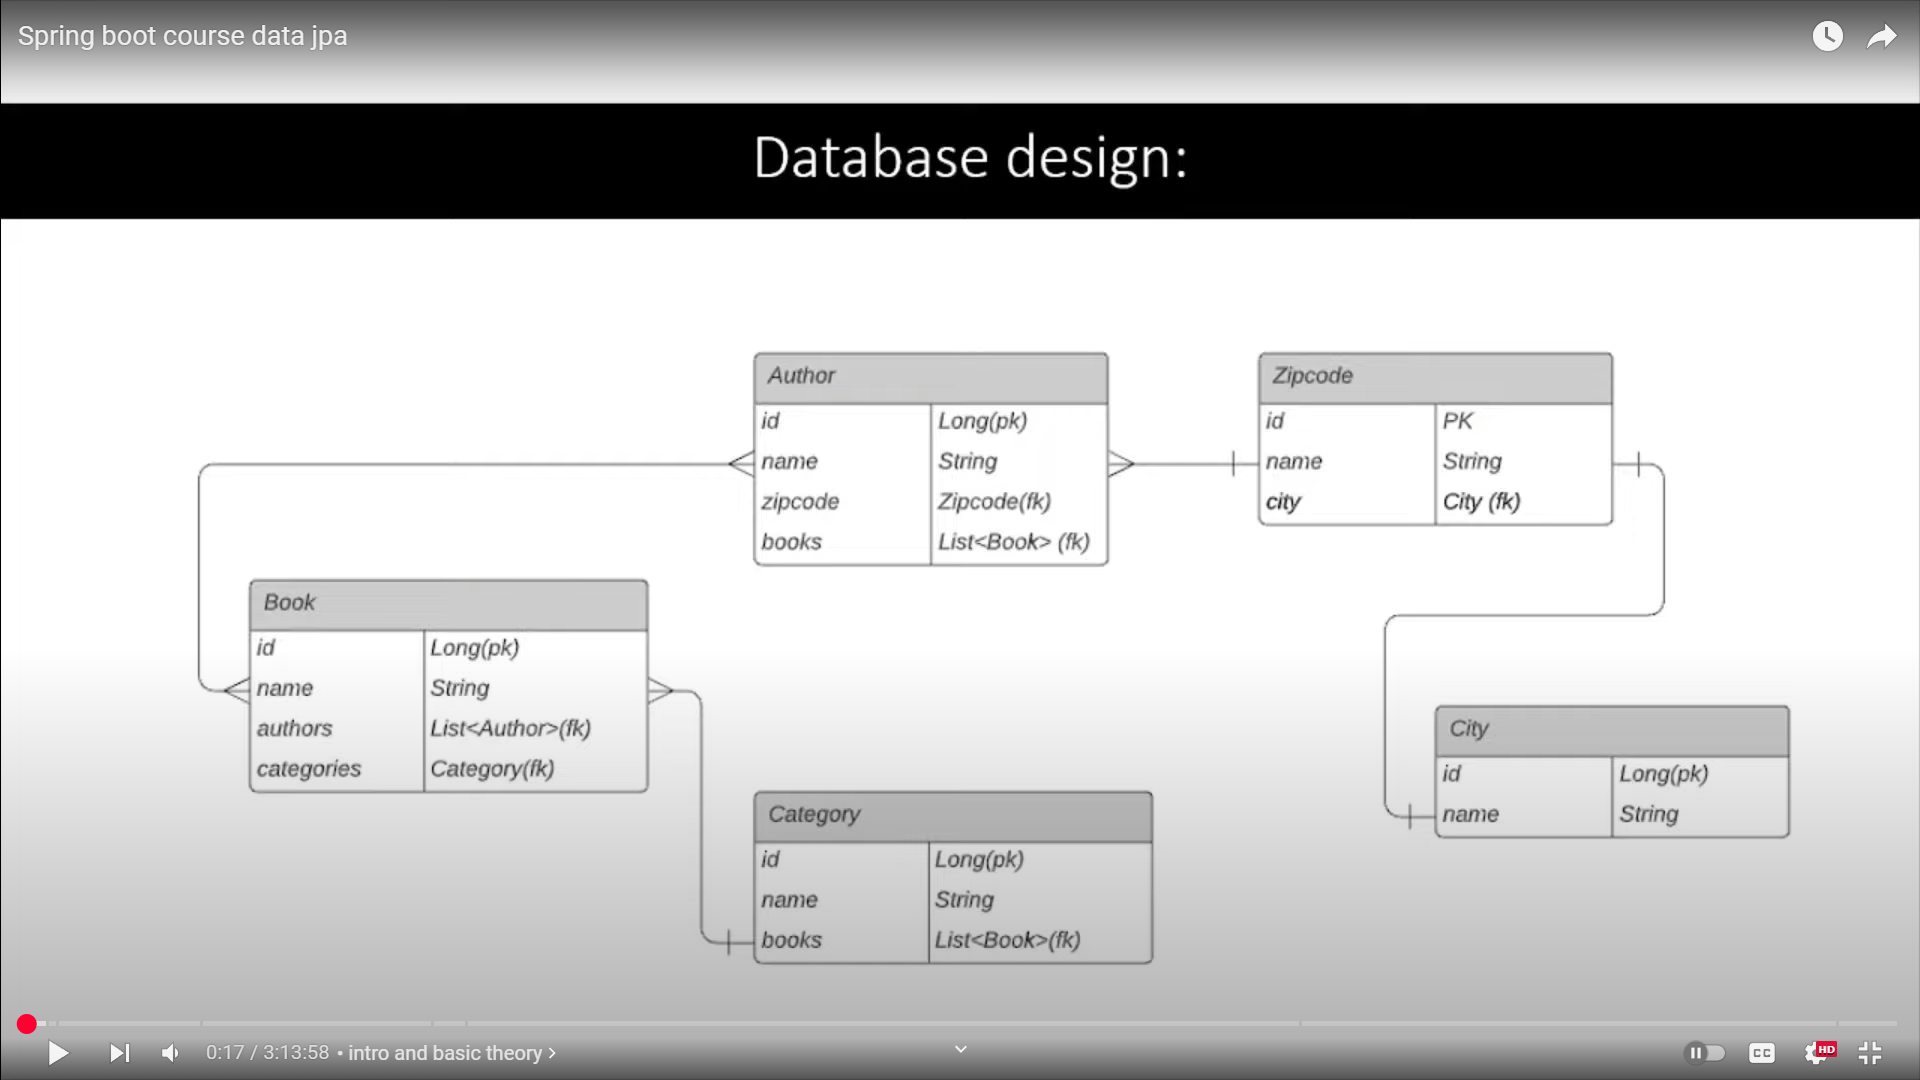 Spring boot course data jpa
Database design:
Author
id Long(pk)
name String
zipcode Zipcode(fk)
books List<Book> (fk)
Zipcode
id PK
name String
city City (fk)
Book
id Long(pk)
name String
authors List<Author>(fk)
categories Category(fk)
City
id Long(pk)
name String
Category
id Long(pk)
name String
books List<Book>(fk)
0:17 / 3:13:58 • intro and basic theory >
CC
HD